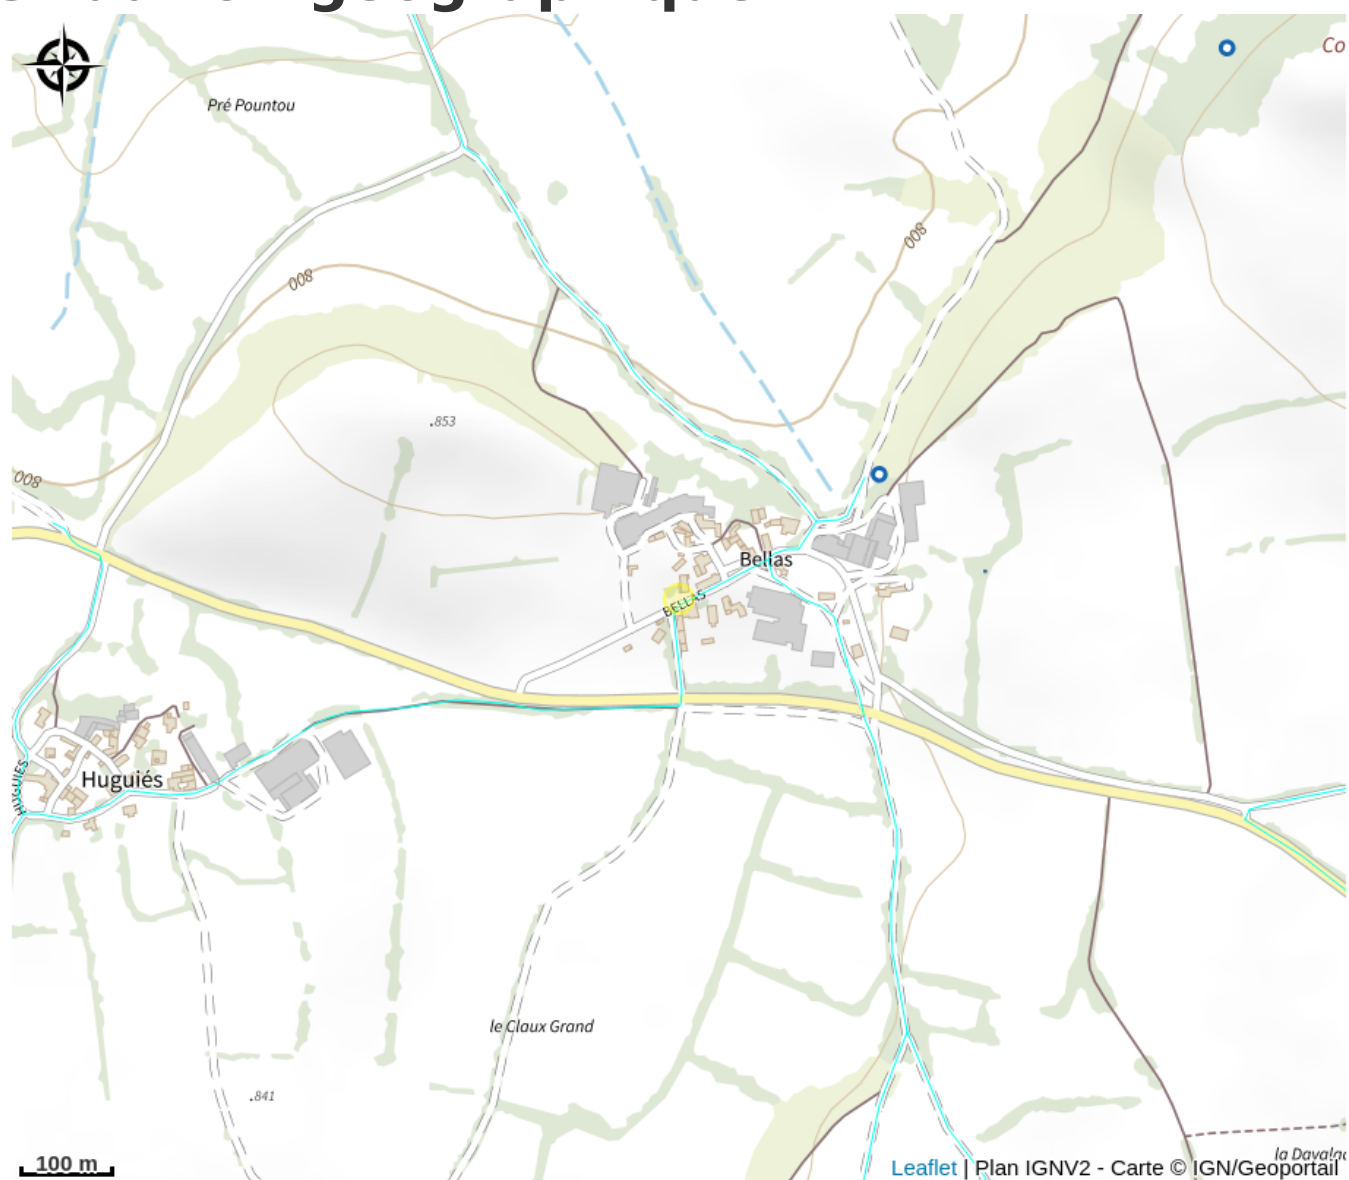 Pré Pountou
800
800
.853
800
Bellas
BELLAS
Huguiés
HUGUIES
le Claux Grand
.841
100 m
Leaflet | Plan IGNV2 - Carte © IGN/Geoportail